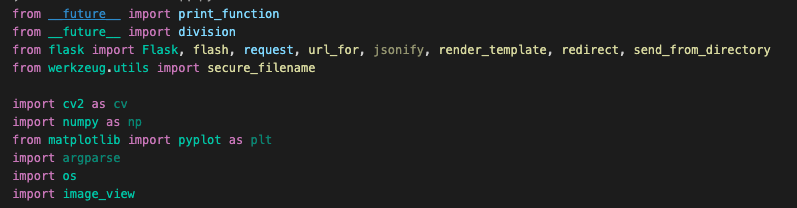 from __future__ import print_function
from __future__ import division
from flask import Flask, flash, request, url_for, jsonify, render_template, redirect, send_from_directory
from werkzeug.utils import secure_filename
import cv2 as cv
import numpy as np
from matplotlib import pyplot as plt
import argparse
import os
import image_view